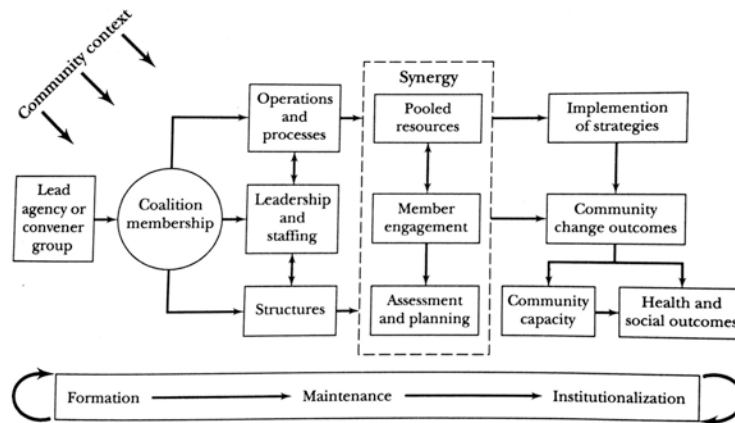 Community context
Synergy
Operations
and
processes
Pooled
resources
Implemention
of strategies
Lead
agency or
convener
group
Coalition
membership
Leadership
and
staffing
Member
engagement
Community
change outcomes
Structures
Assessment
and planning
Community
capacity
Health and
social outcomes
Formation
Maintenance
Institutionalization